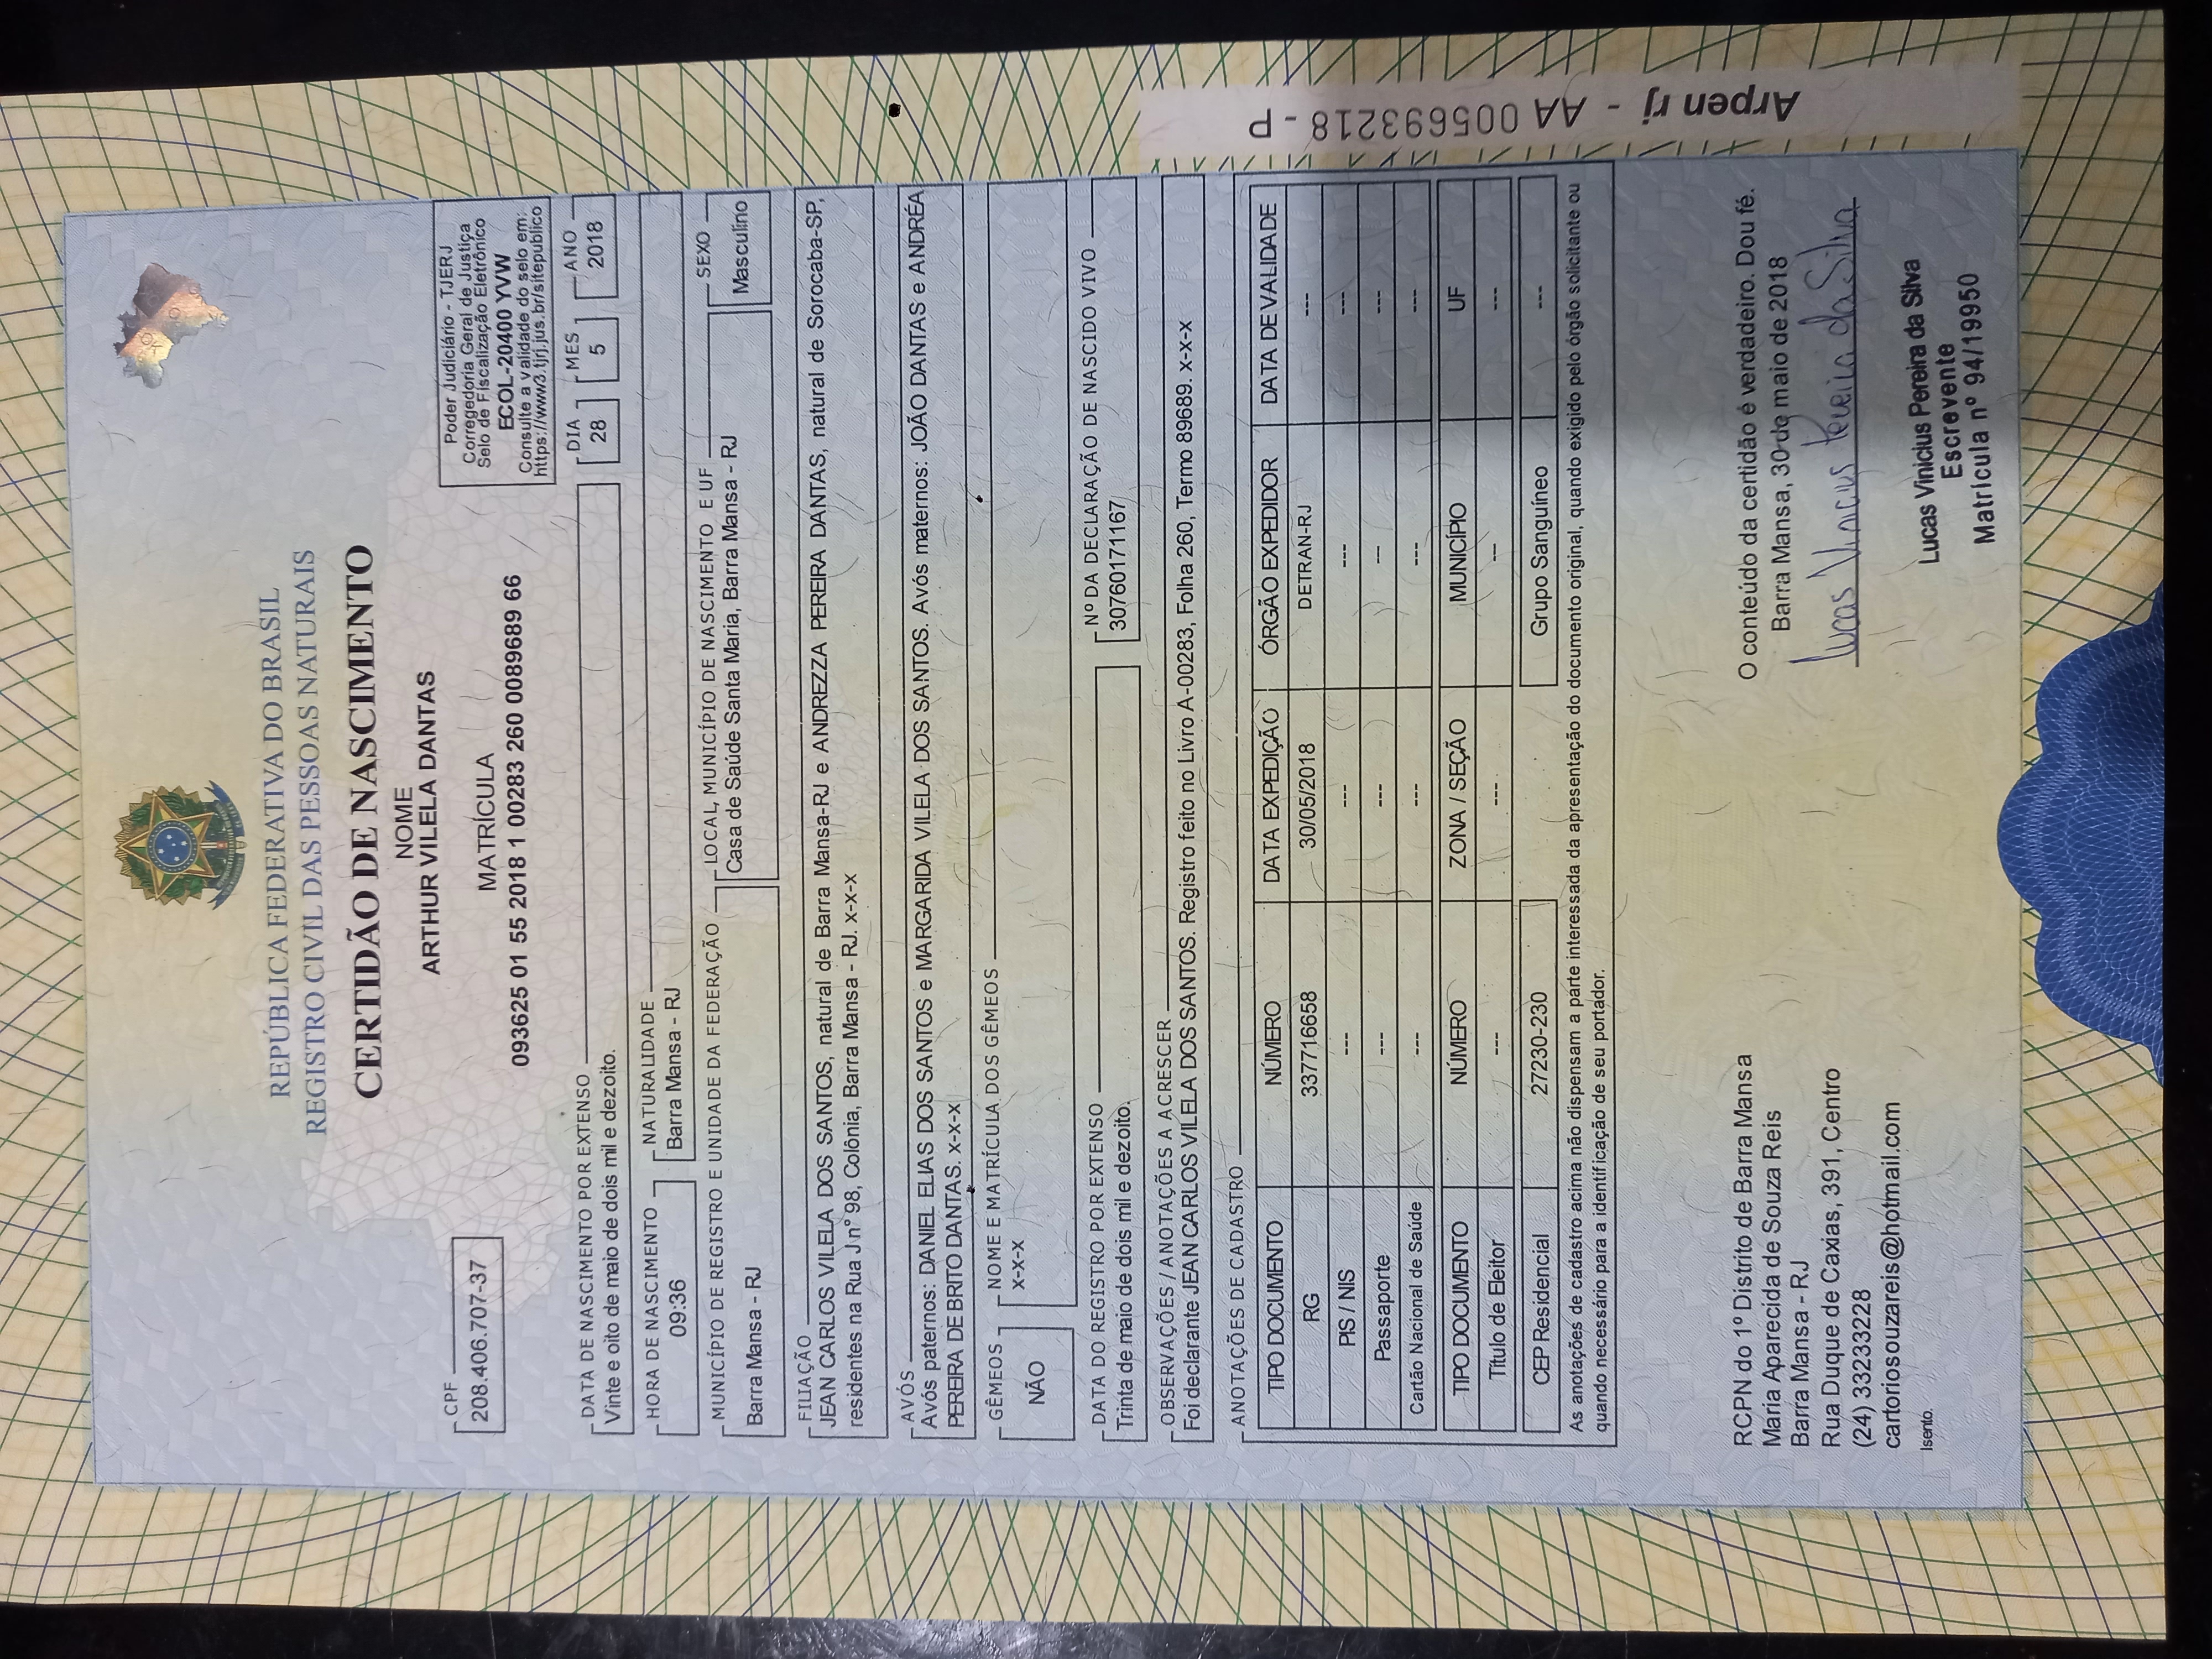 REPÚBLICA FEDERATIVA DO BRASIL
REGISTRO CIVIL DAS PESSOAS NATURAIS
CERTIDÃO DE NASCIMENTO
NOME
ARTHUR VILELA DANTAS
CPF
208.406.707-37
MATRÍCULA
093625 01 55 2018 1 00283 260 0089689 66
Poder Judiciário - TJERJ
Corregedoria Geral de Justiça
Selo de Fiscalização Eletrônico
ECOL-20400 YVW
Consulte a validade do selo em:
https://www3.tjrj.jus.br/sitepublico
DATA DE NASCIMENTO POR EXTENSO DIA MES ANO
Vinte e oito de maio de dois mil e dezoito. 28 5 2018
HORA DE NASCIMENTO NATURALIDADE
09:36 Barra Mansa - RJ
MUNICÍPIO DE REGISTRO E UNIDADE DA FEDERAÇÃO LOCAL, MUNICÍPIO DE NASCIMENTO E UF SEXO
Barra Mansa - RJ Casa de Saúde Santa Maria, Barra Mansa - RJ Masculino
FILIAÇÃO
JEAN CARLOS VILELA DOS SANTOS, natural de Barra Mansa-RJ e ANDREZZA PEREIRA DANTAS, natural de Sorocaba-SP,
residentes na Rua J nº 98, Colônia, Barra Mansa - RJ. x-x-x
AVÓS
Avós paternos: DANIEL ELIAS DOS SANTOS e MARGARIDA VILELA DOS SANTOS. Avós maternos: JOÃO DANTAS e ANDRÉA
PEREIRA DE BRITO DANTAS. x-x-x
GÊMEOS NOME E MATRÍCULA DOS GÊMEOS
NÃO x-x-x
DATA DO REGISTRO POR EXTENSO Nº DA DECLARAÇÃO DE NASCIDO VIVO
Trinta de maio de dois mil e dezoito. 30760171167
OBSERVAÇÕES / ANOTAÇÕES A ACRESCER
Foi declarante JEAN CARLOS VILELA DOS SANTOS. Registro feito no Livro A-00283, Folha 260, Termo 89689. x-x-x
ANOTAÇÕES DE CADASTRO
TIPO DOCUMENTO NÚMERO DATA EXPEDIÇÃO ÓRGÃO EXPEDIDOR DATA DE VALIDADE
RG 337716658 30/05/2018 DETRAN-RJ ---
PIS / NIS --- --- --- ---
Passaporte --- --- --- ---
Cartão Nacional de Saúde --- --- --- ---
TIPO DOCUMENTO NÚMERO ZONA / SEÇÃO MUNICÍPIO UF
Título de Eleitor --- --- --- ---
CEP Residencial 27230-230 Grupo Sanguíneo ---
As anotações de cadastro acima não dispensam a parte interessada da apresentação do documento original, quando exigido pelo órgão solicitante ou
quando necessário para a identificação de seu portador.
RCPN do 1º Distrito de Barra Mansa
Maria Aparecida de Souza Reis
Barra Mansa - RJ
Rua Duque de Caxias, 391, Centro
(24) 33233228
cartoriosouzareis@hotmail.com
Isento.
O conteúdo da certidão é verdadeiro. Dou fé.
Barra Mansa, 30 de maio de 2018
Lucas Vinicius Pereira da Silva
Lucas Vinicius Pereira da Silva
Escrevente
Matrícula nº 94/19950
Arpen rj - AA 005693218 - P